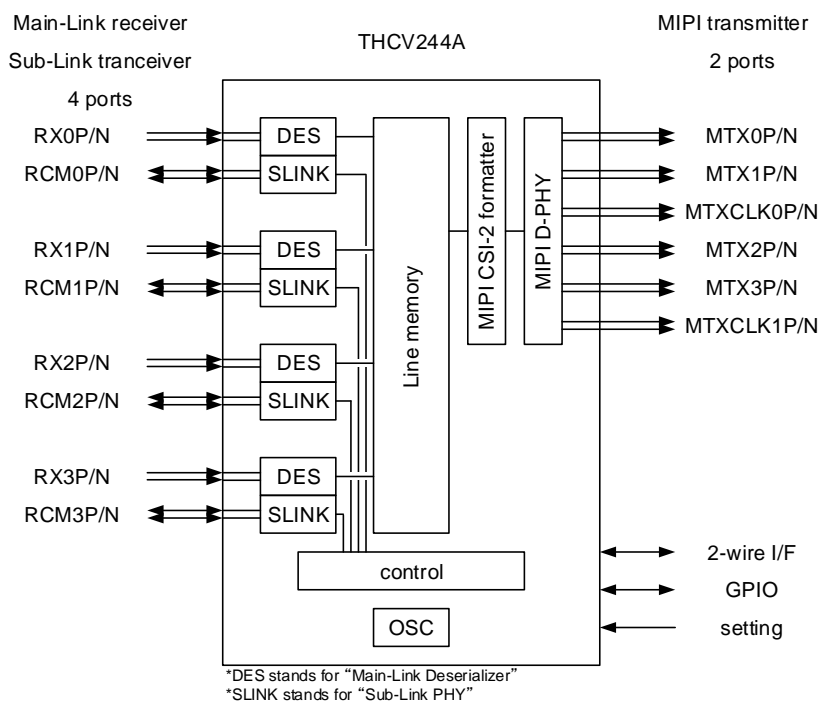 Main-Link receiver
Sub-Link tranceiver
4 ports
THCV244A
MIPI transmitter
2 ports
RX0P/N
DES
RCM0P/N
SLINK
RX1P/N
DES
RCM1P/N
SLINK
RX2P/N
DES
RCM2P/N
SLINK
RX3P/N
DES
RCM3P/N
SLINK
Line memory
MIPI CSI-2 formatter
MIPI D-PHY
MTX0P/N
MTX1P/N
MTXCLK0P/N
MTX2P/N
MTX3P/N
MTXCLK1P/N
control
OSC
2-wire I/F
GPIO
setting
*DES stands for “Main-Link Deserializer”
*SLINK stands for “Sub-Link PHY”